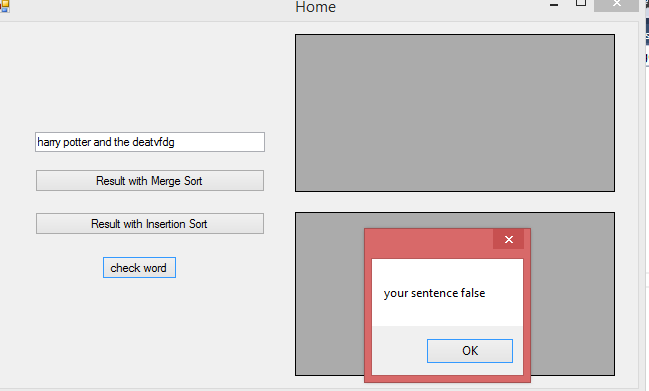 Home
harry potter and the deatvfdg
Result with Merge Sort
Result with Insertion Sort
check word
your sentence false
OK